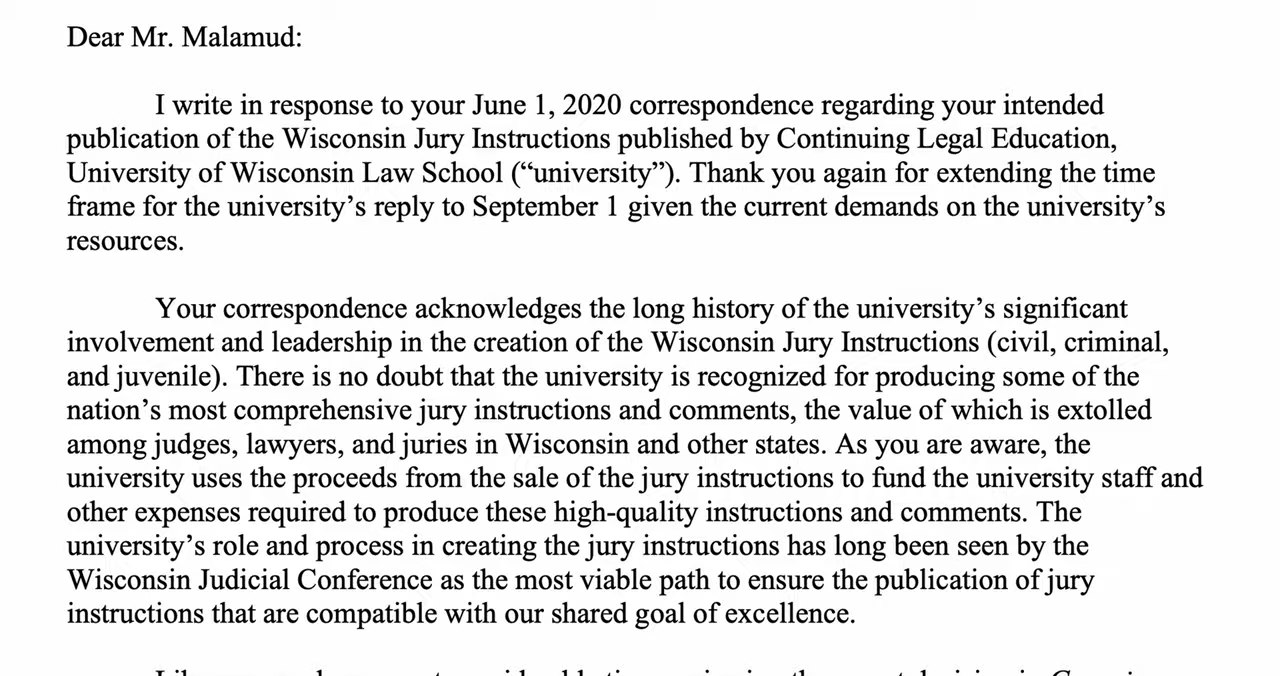 Dear Mr. Malamud:
I write in response to your June 1, 2020 correspondence regarding your intended
publication of the Wisconsin Jury Instructions published by Continuing Legal Education,
University of Wisconsin Law School (“university”). Thank you again for extending the time
frame for the university’s reply to September 1 given the current demands on the university’s
resources.
Your correspondence acknowledges the long history of the university’s significant
involvement and leadership in the creation of the Wisconsin Jury Instructions (civil, criminal,
and juvenile). There is no doubt that the university is recognized for producing some of the
nation’s most comprehensive jury instructions and comments, the value of which is extolled
among judges, lawyers, and juries in Wisconsin and other states. As you are aware, the
university uses the proceeds from the sale of the jury instructions to fund the university staff and
other expenses required to produce these high-quality instructions and comments. The
university’s role and process in creating the jury instructions has long been seen by the
Wisconsin Judicial Conference as the most viable path to ensure the publication of jury
instructions that are compatible with our shared goal of excellence.